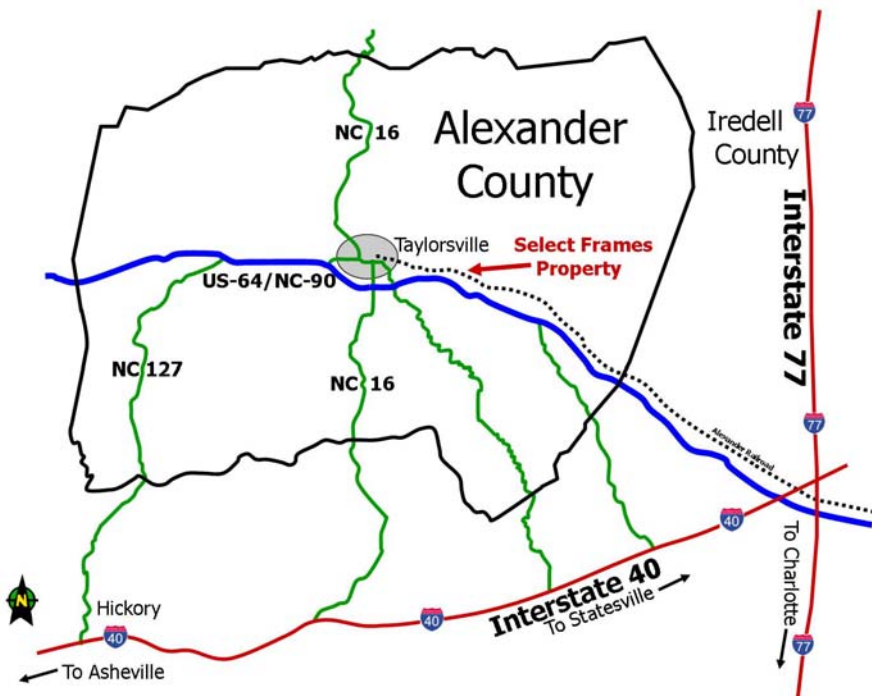 77
Alexander
County
Iredell
County
NC 16
Interstate 77
Taylorsville
Select Frames
Property
US-64/NC-90
NC 127
NC 16
77
Alexander Railroad
40
To Charlotte
N
Hickory
Interstate 40
To Statesville
40
40
77
To Asheville